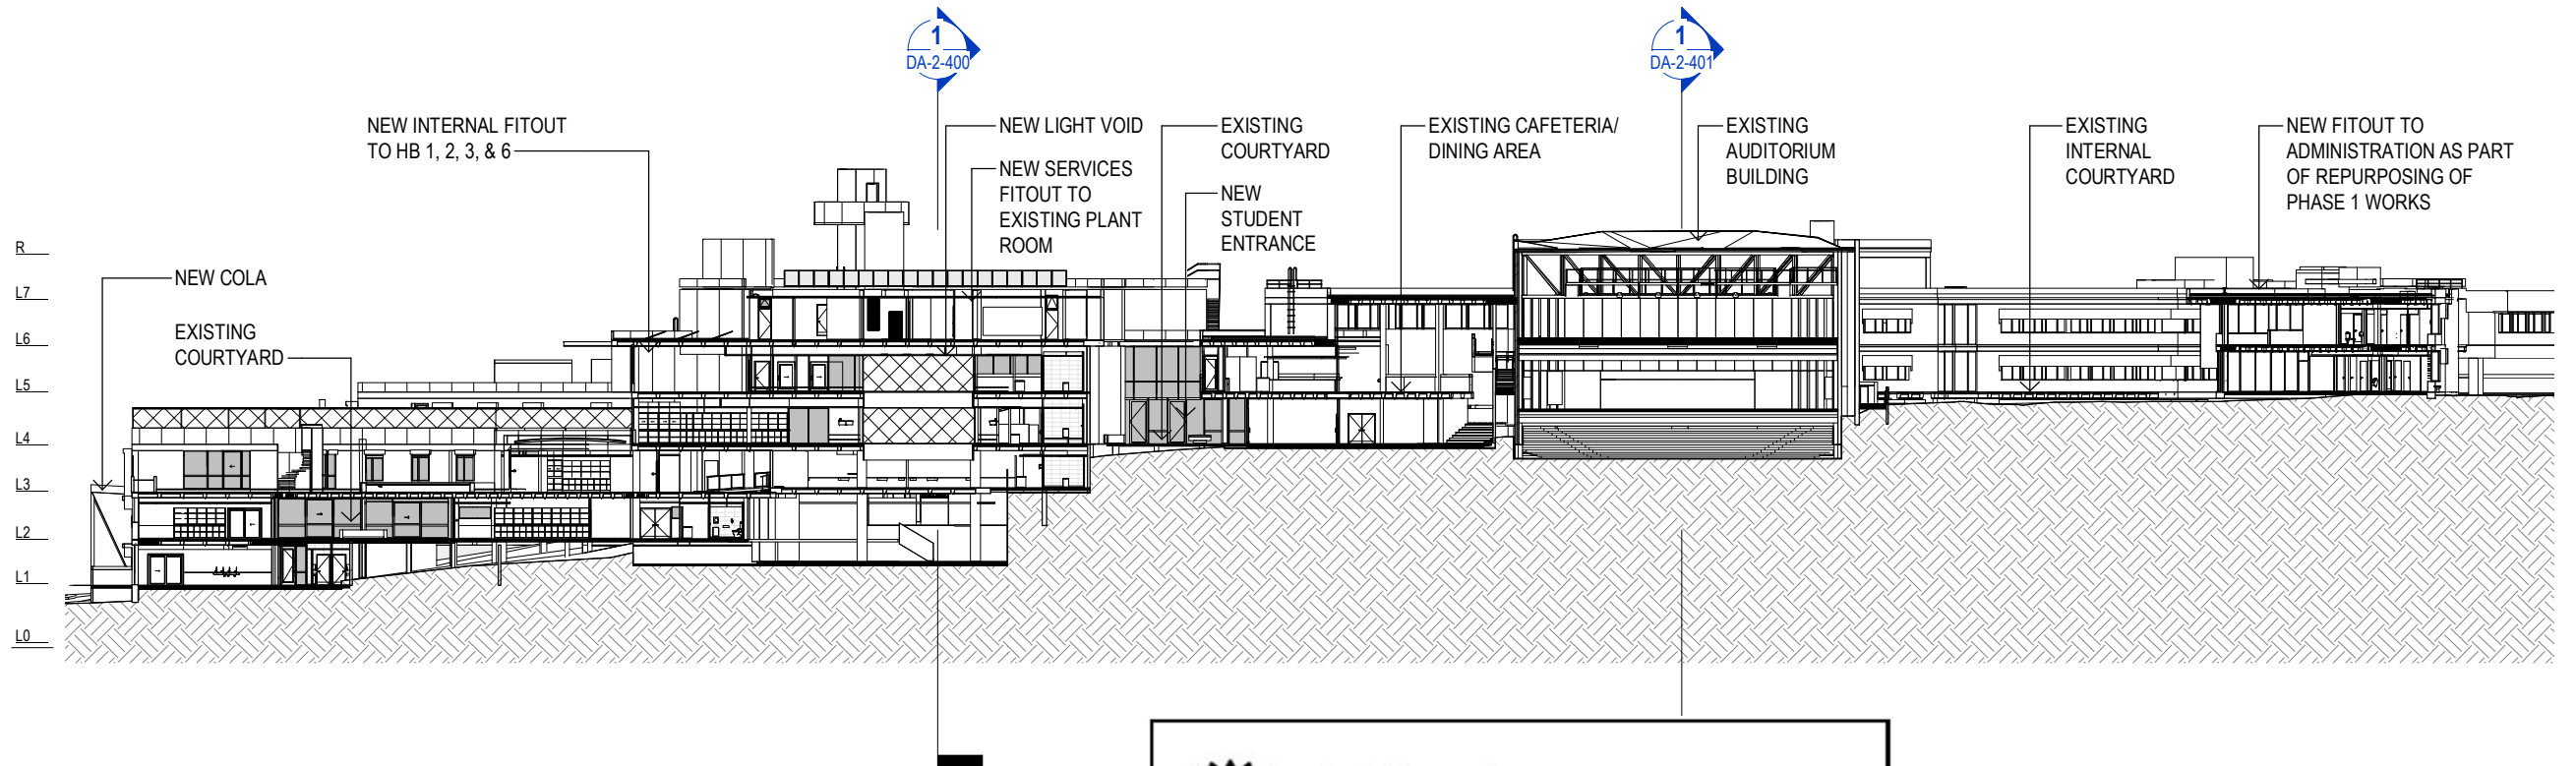 1
DA-2-400
1
DA-2-401
NEW INTERNAL FITOUT
TO HB 1, 2, 3, & 6
NEW LIGHT VOID
NEW SERVICES
FITOUT TO
EXISTING PLANT
ROOM
EXISTING
COURTYARD
NEW
STUDENT
ENTRANCE
EXISTING CAFETERIA/
DINING AREA
EXISTING
AUDITORIUM
BUILDING
EXISTING
INTERNAL
COURTYARD
NEW FITOUT TO
ADMINISTRATION AS PART
OF REPURPOSING OF
PHASE 1 WORKS
NEW COLA
EXISTING
COURTYARD
R
L7
L6
L5
L4
L3
L2
L1
L0